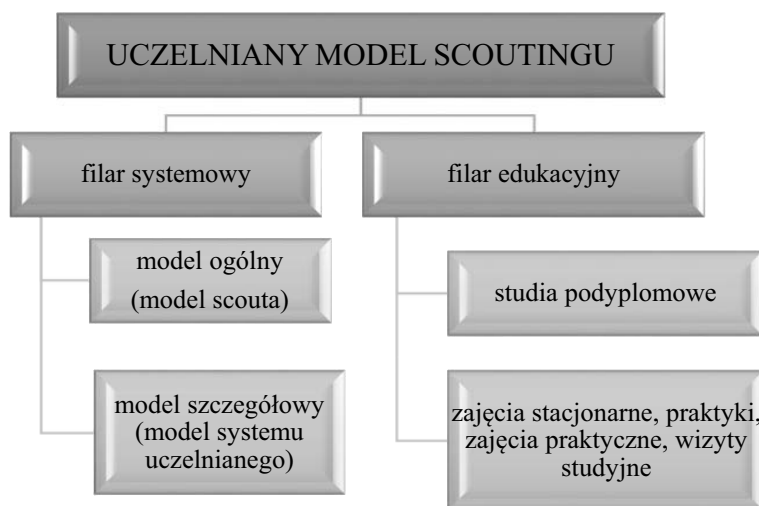 UCZELNIANY MODEL SCOUTINGU
filar systemowy
model ogólny
(model scouta)
model szczegółowy
(model systemu
uczelnianego)
filar edukacyjny
studia podyplomowe
zajęcia stacjonarne, praktyki,
zajęcia praktyczne, wizyty
studyjne